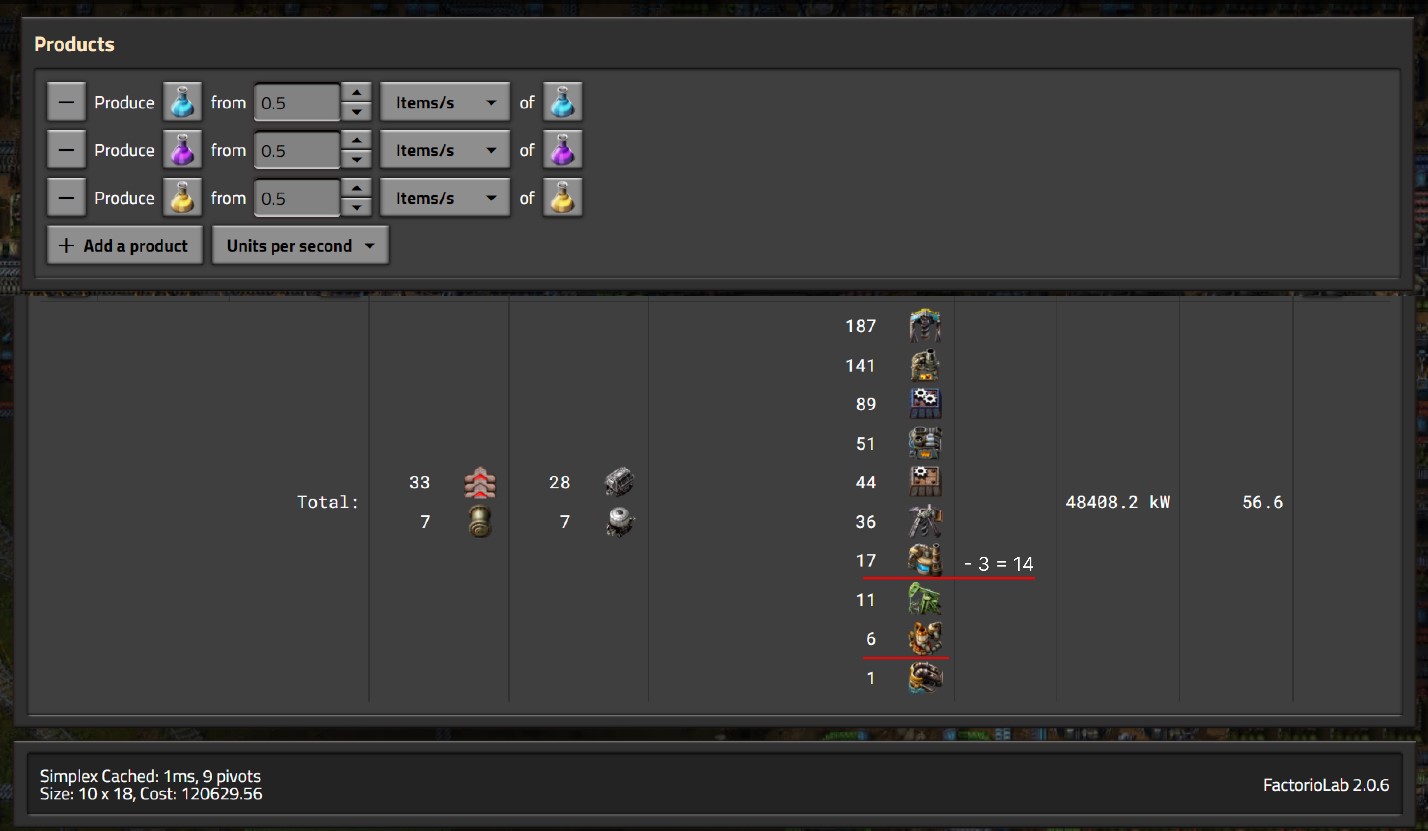 Products
— Produce from 0.5 Items/s of
— Produce from 0.5 Items/s of
— Produce from 0.5 Items/s of
+ Add a product Units per second
187
141
89
51
33 28 44
Total: 48408.2 kW 56.6
7 7 36
17 - 3 = 14
11
6
1
Simplex Cached: 1ms, 9 pivots
Size: 10 x 18, Cost: 120629.56
FactorioLab 2.0.6